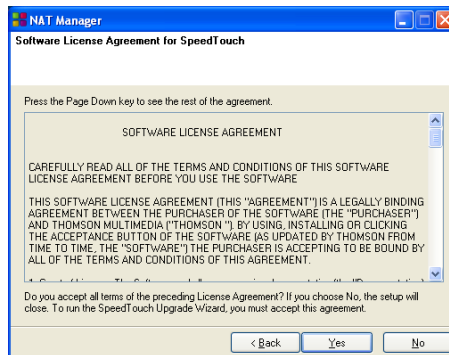 NAT Manager
Software License Agreement for SpeedTouch
Press the Page Down key to see the rest of the agreement.
SOFTWARE LICENSE AGREEMENT
CAREFULLY READ ALL OF THE TERMS AND CONDITIONS OF THIS SOFTWARE
LICENSE AGREEMENT BEFORE YOU USE THE SOFTWARE
THIS SOFTWARE LICENSE AGREEMENT (THIS "AGREEMENT") IS A LEGALLY BINDING
AGREEMENT BETWEEN THE PURCHASER OF THE SOFTWARE (THE "PURCHASER")
AND THOMSON MULTIMEDIA ("THOMSON "). BY USING, INSTALLING OR CLICKING
THE ACCEPTANCE BUTTON OF THE SOFTWARE (AS UPDATED BY THOMSON FROM
TIME TO TIME, THE "SOFTWARE") THE PURCHASER IS ACCEPTING TO BE BOUND BY
ALL OF THE TERMS AND CONDITIONS OF THIS AGREEMENT.
Do you accept all terms of the preceding License Agreement? If you choose No, the setup will
close. To run the SpeedTouch Upgrade Wizard, you must accept this agreement.
< Back Yes No